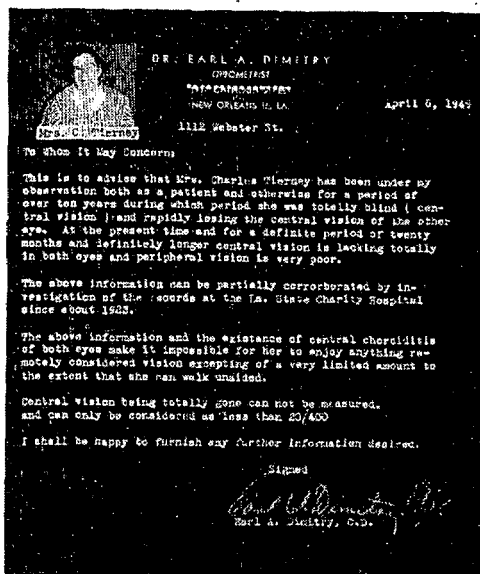 DR. EARL A. DIMITRY
OPTOMETRIST
NEW ORLEANS 15, LA.
April 6, 1949
Mrs. C. Tierney
1112 Webster St.
To Whom It May Concern:
This is to advise that Mrs. Charles Tierney has been under my
observation both as a patient and otherwise for a period of
over ten years during which period she was totally blind ( cen-
tral vision ) and rapidly losing the central vision of the other
eye. At the present time and for a definite period of twenty
months and definitely longer central vision is lacking totally
in both eyes and peripheral vision is very poor.
The above information can be partially corrorborated by in-
vestigation of the records at the La. State Charity Hospital
since about 1923.
The above information and the existance of central choroiditis
of both eyes make it impossible for her to enjoy anything re-
motely considered vision excepting of a very limited amount to
the extent that she can walk unaided.
Central vision being totally gone can not be measured.
and can only be considered as less than 20/400
I shall be happy to furnish any further information desired.
Signed
Earl A. Dimitry
Earl A. Dimitry, O.D.